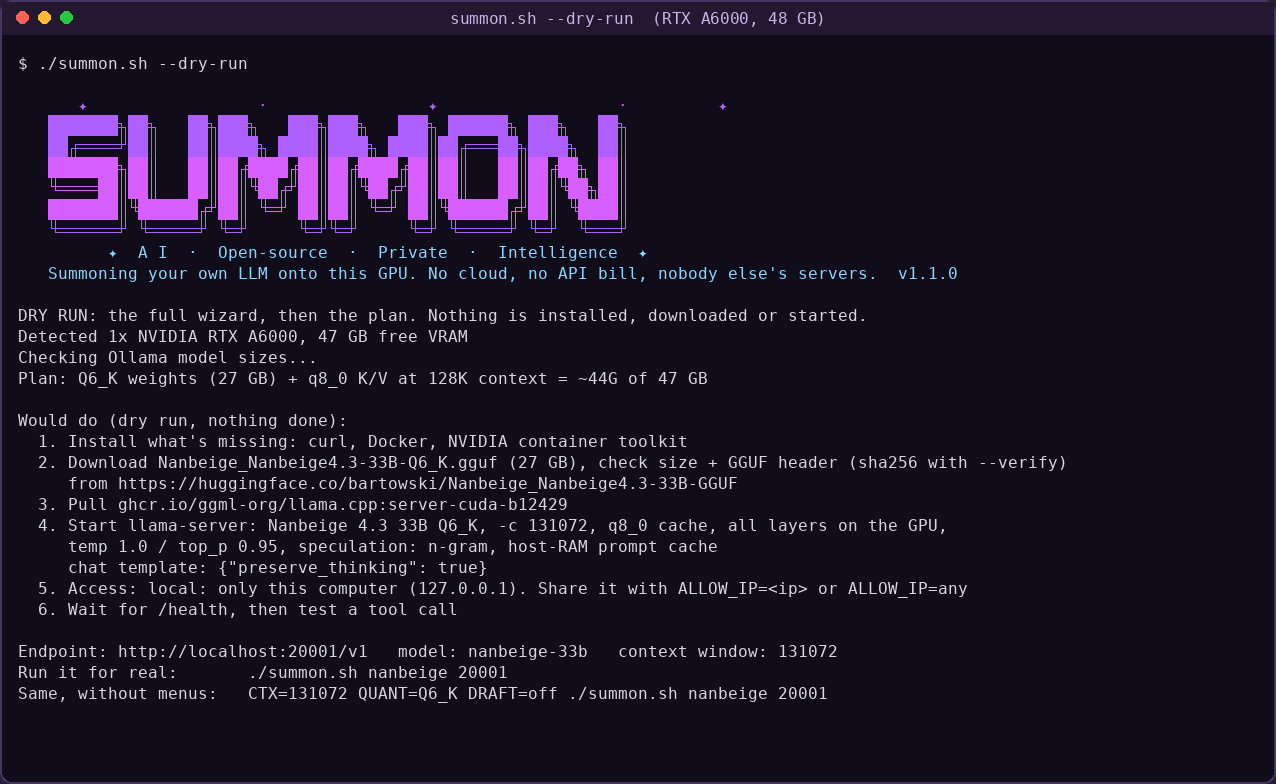 summon.sh --dry-run  (RTX A6000, 48 GB)
$ ./summon.sh --dry-run
SUMMON
✦  A I  ·  Open-source  ·  Private  ·  Intelligence  ✦
Summoning your own LLM onto this GPU. No cloud, no API bill, nobody else's servers.  v1.1.0
DRY RUN: the full wizard, then the plan. Nothing is installed, downloaded or started.
Detected 1x NVIDIA RTX A6000, 47 GB free VRAM
Checking Ollama model sizes...
Plan: Q6_K weights (27 GB) + q8_0 K/V at 128K context = ~44G of 47 GB
Would do (dry run, nothing done):
1. Install what's missing: curl, Docker, NVIDIA container toolkit
2. Download Nanbeige_Nanbeige4.3-33B-Q6_K.gguf (27 GB), check size + GGUF header (sha256 with --verify)
from https://huggingface.co/bartowski/Nanbeige_Nanbeige4.3-33B-GGUF
3. Pull ghcr.io/ggml-org/llama.cpp:server-cuda-b12429
4. Start llama-server: Nanbeige 4.3 33B Q6_K, -c 131072, q8_0 cache, all layers on the GPU,
temp 1.0 / top_p 0.95, speculation: n-gram, host-RAM prompt cache
chat template: {"preserve_thinking": true}
5. Access: local: only this computer (127.0.0.1). Share it with ALLOW_IP=<ip> or ALLOW_IP=any
6. Wait for /health, then test a tool call
Endpoint: http://localhost:20001/v1   model: nanbeige-33b   context window: 131072
Run it for real:       ./summon.sh nanbeige 20001
Same, without menus:   CTX=131072 QUANT=Q6_K DRAFT=off ./summon.sh nanbeige 20001